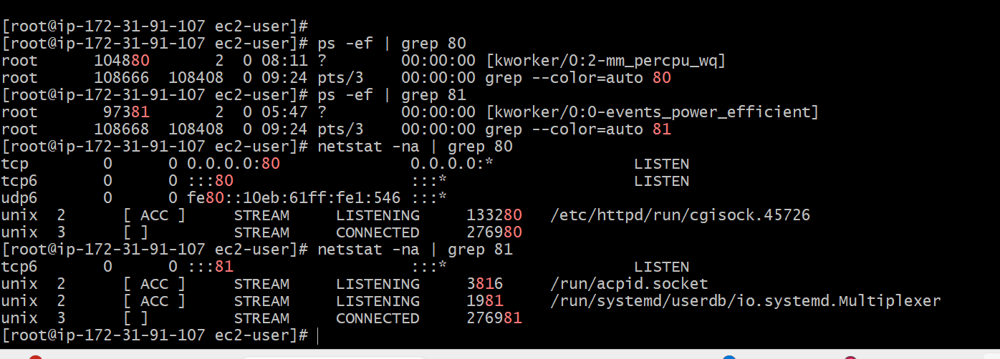 [root@ip-172-31-91-107 ec2-user]#
[root@ip-172-31-91-107 ec2-user]# ps -ef | grep 80
root      104880       2  0 08:11 ?        00:00:00 [kworker/0:2-mm_percpu_wq]
root      108666  108408  0 09:24 pts/3    00:00:00 grep --color=auto 80
[root@ip-172-31-91-107 ec2-user]# ps -ef | grep 81
root       97381       2  0 05:47 ?        00:00:00 [kworker/0:0-events_power_efficient]
root      108668  108408  0 09:24 pts/3    00:00:00 grep --color=auto 81
[root@ip-172-31-91-107 ec2-user]# netstat -na | grep 80
tcp        0      0 0.0.0.0:80              0.0.0.0:*               LISTEN
tcp6       0      0 :::80                   :::*                    LISTEN
udp6       0      0 fe80::10eb:61ff:fe1:546 :::*
unix  2      [ ACC ]     STREAM     LISTENING     133280   /etc/httpd/run/cgisock.45726
unix  3      [ ]         STREAM     CONNECTED     276980
[root@ip-172-31-91-107 ec2-user]# netstat -na | grep 81
tcp6       0      0 :::81                   :::*                    LISTEN
unix  2      [ ACC ]     STREAM     LISTENING     3816     /run/acpid.socket
unix  2      [ ACC ]     STREAM     LISTENING     1981     /run/systemd/userdb/io.systemd.Multiplexer
unix  3      [ ]         STREAM     CONNECTED     276981
[root@ip-172-31-91-107 ec2-user]#